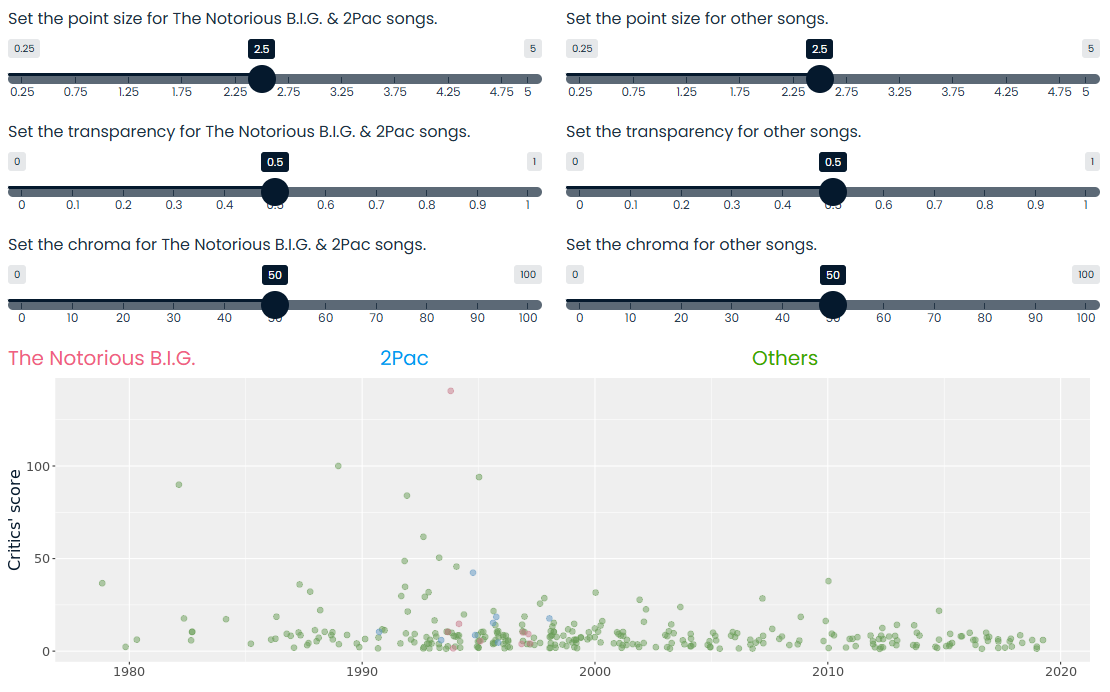 Set the point size for The Notorious B.I.G. & 2Pac songs.
0.25 2.5 5
0.25 0.75 1.25 1.75 2.25 2.75 3.25 3.75 4.25 4.75 5
Set the point size for other songs.
0.25 2.5 5
0.25 0.75 1.25 1.75 2.25 2.75 3.25 3.75 4.25 4.75 5
Set the transparency for The Notorious B.I.G. & 2Pac songs.
0 0.5 1
0 0.1 0.2 0.3 0.4 0.5 0.6 0.7 0.8 0.9 1
Set the transparency for other songs.
0 0.5 1
0 0.1 0.2 0.3 0.4 0.5 0.6 0.7 0.8 0.9 1
Set the chroma for The Notorious B.I.G. & 2Pac songs.
0 50 100
0 10 20 30 40 50 60 70 80 90 100
Set the chroma for other songs.
0 50 100
0 10 20 30 40 50 60 70 80 90 100
The Notorious B.I.G. 2Pac Others
Critics' score
100
50
0
1980 1990 2000 2010 2020